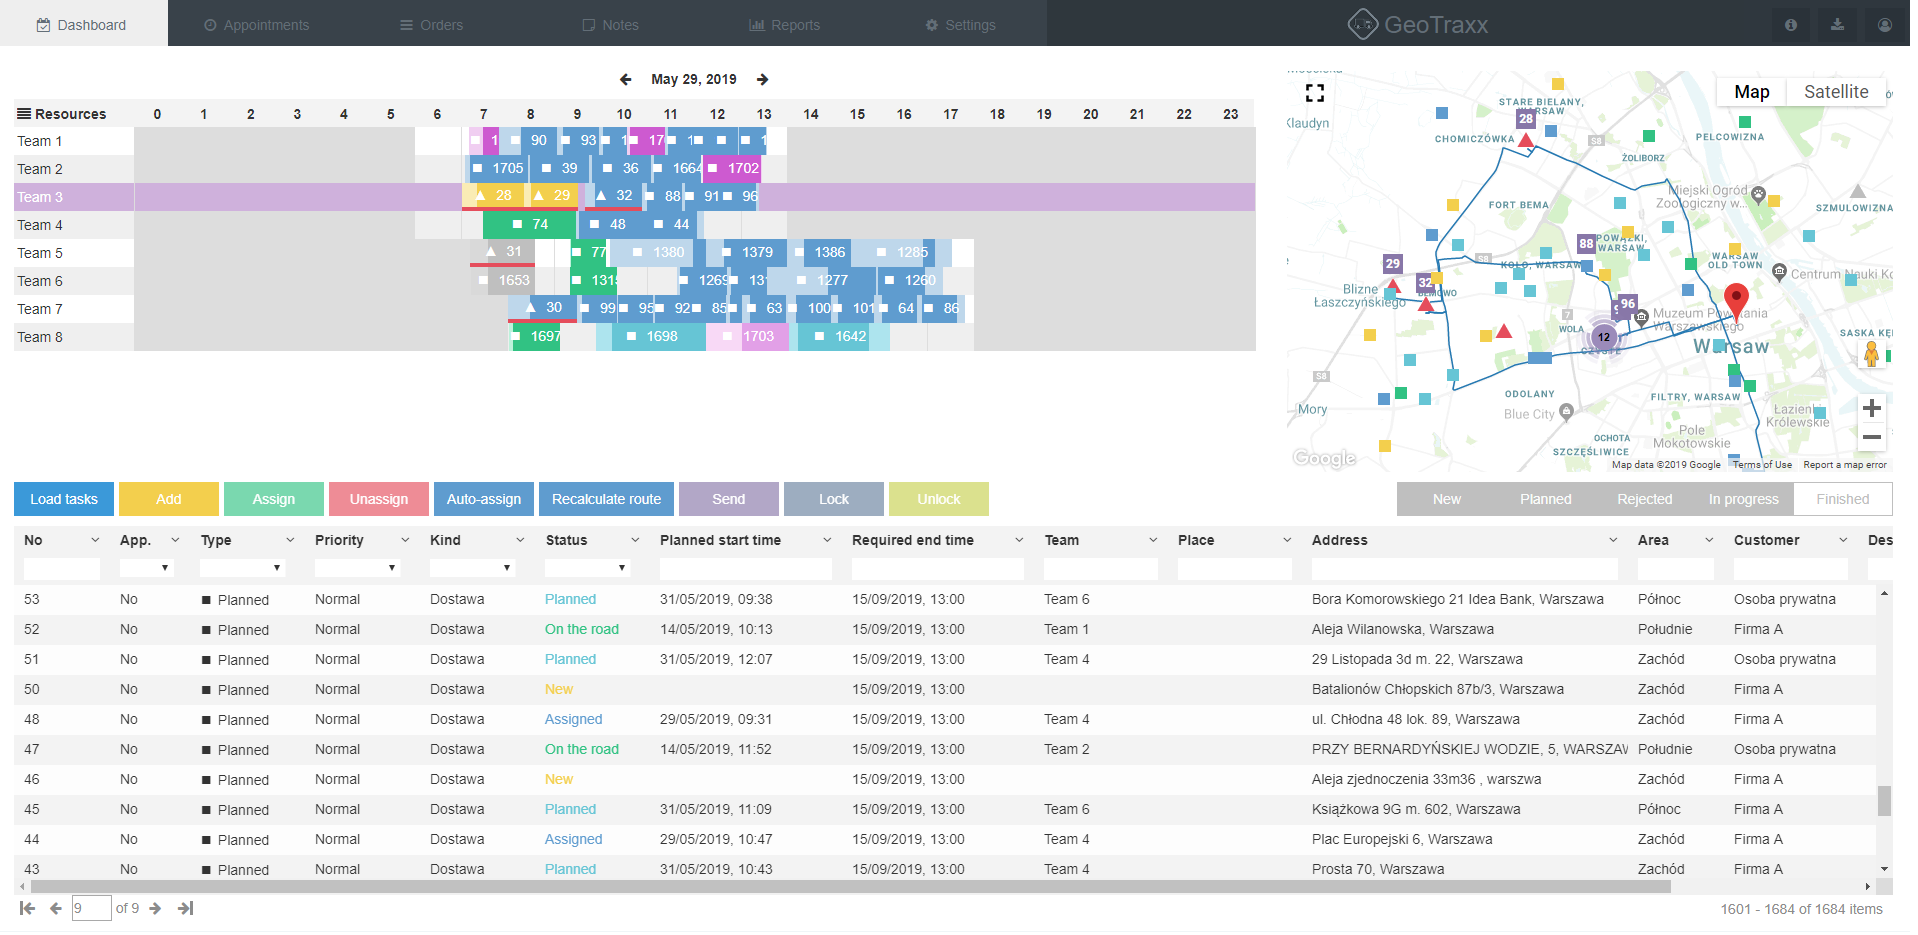 Dashboard Appointments Orders Notes Reports Settings GeoTraxx
May 29, 2019
Resources 0 1 2 3 4 5 6 7 8 9 10 11 12 13 14 15 16 17 18 19 20 21 22 23
Team 1 1 90 93 1 17 1 1
Team 2 1705 39 36 1664 1702
Team 3 28 29 32 88 91 96
Team 4 74 48 44
Team 5 31 77 1380 1379 1386 1285
Team 6 1653 1315 1269 131 1277 1260
Team 7 30 99 95 92 85 63 100 101 64 86
Team 8 1697 1698 1703 1642
Map Satellite
Klaudyn
STARE BIELANY,
WARSAW
28
CHOMICZÓWKA
S8
PELCOWIZNA
ŻOLIBORZ
Miejski Ogród
Zoologiczny w...
FORT BEMA
SZMULOWIZNA
88
POWĄZKI,
WARSAW
29
S8
KOŁO, WARSAW
WARSAW
OLD TOWN
Centrum Nauki Ko
32
Blizne
Łaszczyńskiego
BEMOWO
96
7
Muzeum Powstania
Warszawskiego
WOLA
12
CZYSTE
SASKA KĘ
Warsaw
S8
ODOLANY
FILTRY, WARSAW
Mory
Blue City
Łazienki
Królewskie
Pole
Mokotowskie
OCHOTA
SZCZĘŚLIWICE
Google
Map data ©2019 Google Terms of Use Report a map error
Load tasks Add Assign Unassign Auto-assign Recalculate route Send Lock Unlock New Planned Rejected In progress Finished
No App. Type Priority Kind Status Planned start time Required end time Team Place Address Area Customer Des
53 No Planned Normal Dostawa Planned 31/05/2019, 09:38 15/09/2019, 13:00 Team 6 Bora Komorowskiego 21 Idea Bank, Warszawa Północ Osoba prywatna
52 No Planned Normal Dostawa On the road 14/05/2019, 10:13 15/09/2019, 13:00 Team 1 Aleja Wilanowska, Warszawa Południe Firma A
51 No Planned Normal Dostawa Planned 31/05/2019, 12:07 15/09/2019, 13:00 Team 4 29 Listopada 3d m. 22, Warszawa Zachód Osoba prywatna
50 No Planned Normal Dostawa New 15/09/2019, 13:00 Batalionów Chłopskich 87b/3, Warszawa Zachód Firma A
48 No Planned Normal Dostawa Assigned 29/05/2019, 09:31 15/09/2019, 13:00 Team 4 ul. Chłodna 48 lok. 89, Warszawa Zachód Firma A
47 No Planned Normal Dostawa On the road 14/05/2019, 11:52 15/09/2019, 13:00 Team 2 PRZY BERNARDYŃSKIEJ WODZIE, 5, WARSZAW Południe Osoba prywatna
46 No Planned Normal Dostawa New 15/09/2019, 13:00 Aleja zjednoczenia 33m36 , warszwa Zachód Firma A
45 No Planned Normal Dostawa Planned 31/05/2019, 11:09 15/09/2019, 13:00 Team 6 Książkowa 9G m. 602, Warszawa Północ Firma A
44 No Planned Normal Dostawa Assigned 29/05/2019, 10:47 15/09/2019, 13:00 Team 4 Plac Europejski 6, Warszawa Zachód Firma A
43 No Planned Normal Dostawa Planned 31/05/2019, 10:43 15/09/2019, 13:00 Team 4 Prosta 70, Warszawa Zachód Firma A
9 of 9 1601 - 1684 of 1684 items